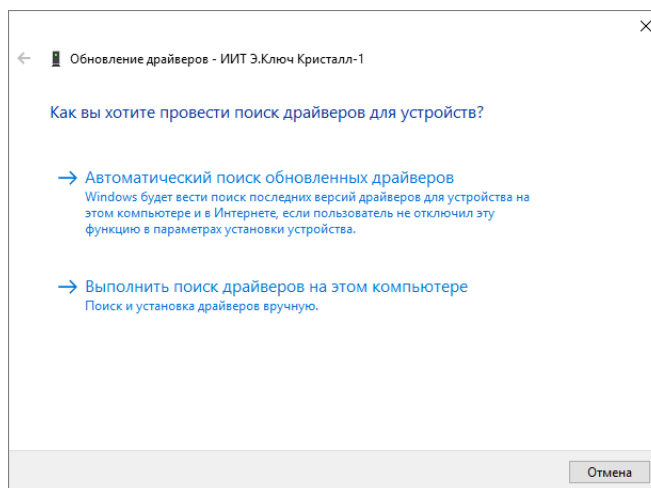 Обновление драйверов - ИИТ Э.Ключ Кристалл-1
Как вы хотите провести поиск драйверов для устройств?
Автоматический поиск обновленных драйверов
Windows будет вести поиск последних версий драйверов для устройства на
этом компьютере и в Интернете, если пользователь не отключил эту
функцию в параметрах установки устройства.
Выполнить поиск драйверов на этом компьютере
Поиск и установка драйверов вручную.
Отмена